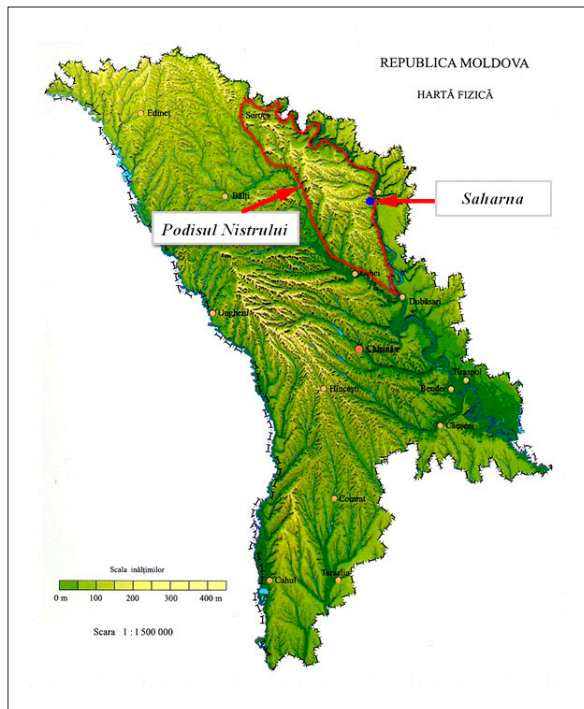 REPUBLICA MOLDOVA
HARTĂ FIZICĂ
Edineț
Soroca
Bălți
Saharna
Podisul Nistrului
Orhei
Dubăsari
Ungheni
Chișinău
Tiraspol
Hîncești
Bender
Căușeni
Comrat
Scala înălțimilor
Taraclia
Cahul
0 m 100 200 300 400 m
Scara 1 : 1 500 000